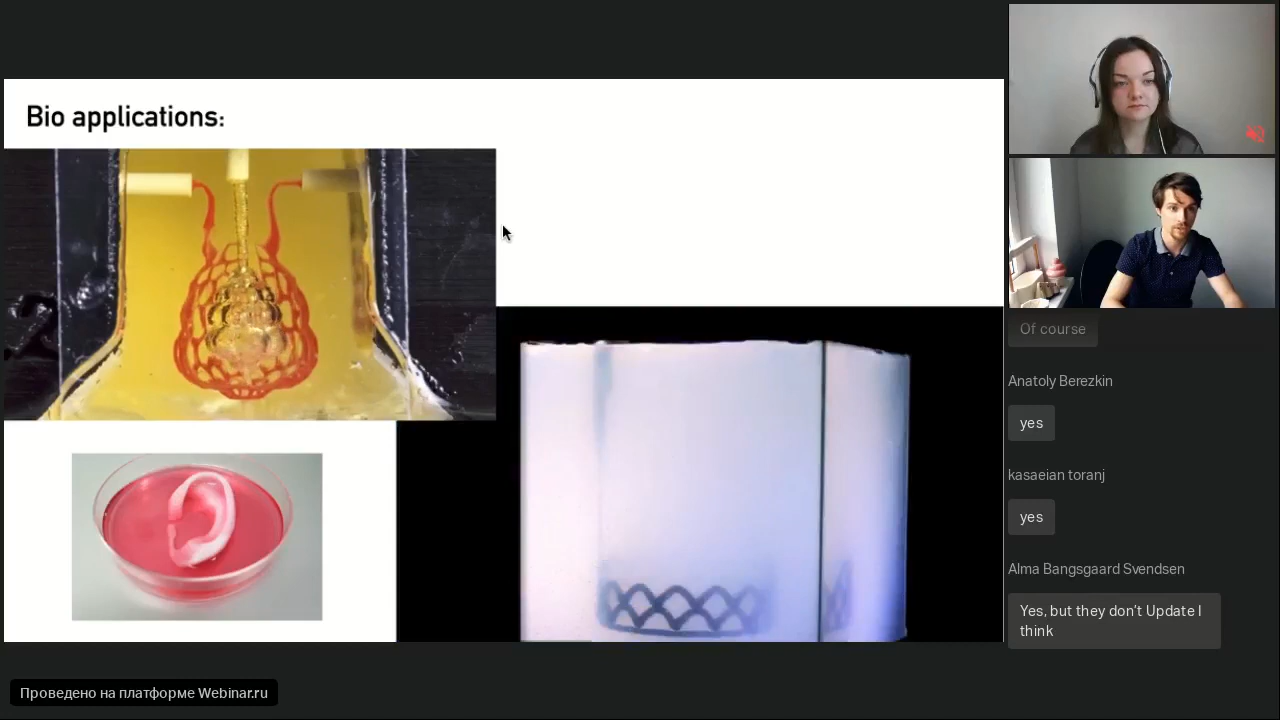 Bio applications:
Of course
Anatoly Berezkin
yes
kasaeian toranj
yes
Alma Bangsgaard Svendsen
Yes, but they don't Update I
think
Проведено на платформе Webinar.ru